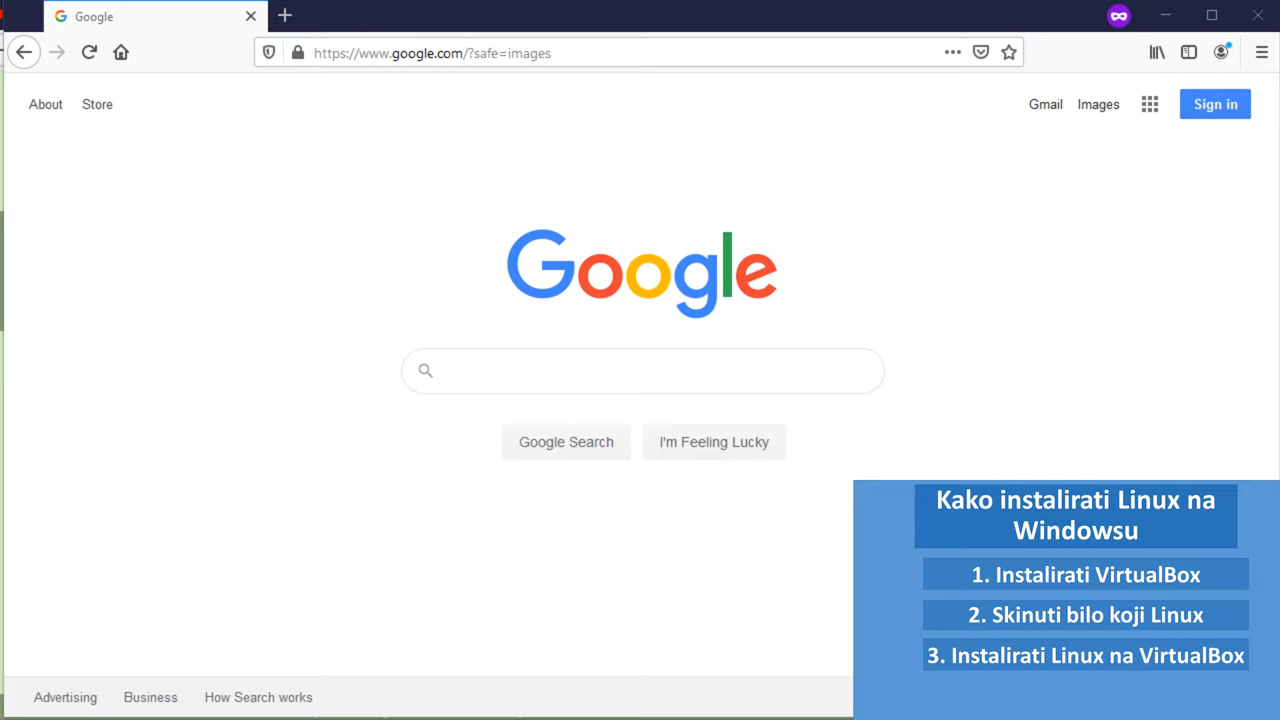 Google
https://www.google.com/?safe=images
About Store
Gmail Images Sign in
Google
Google Search I'm Feeling Lucky
Kako instalirati Linux na
Windowsu
1. Instalirati VirtualBox
2. Skinuti bilo koji Linux
3. Instalirati Linux na VirtualBox
Advertising Business How Search works